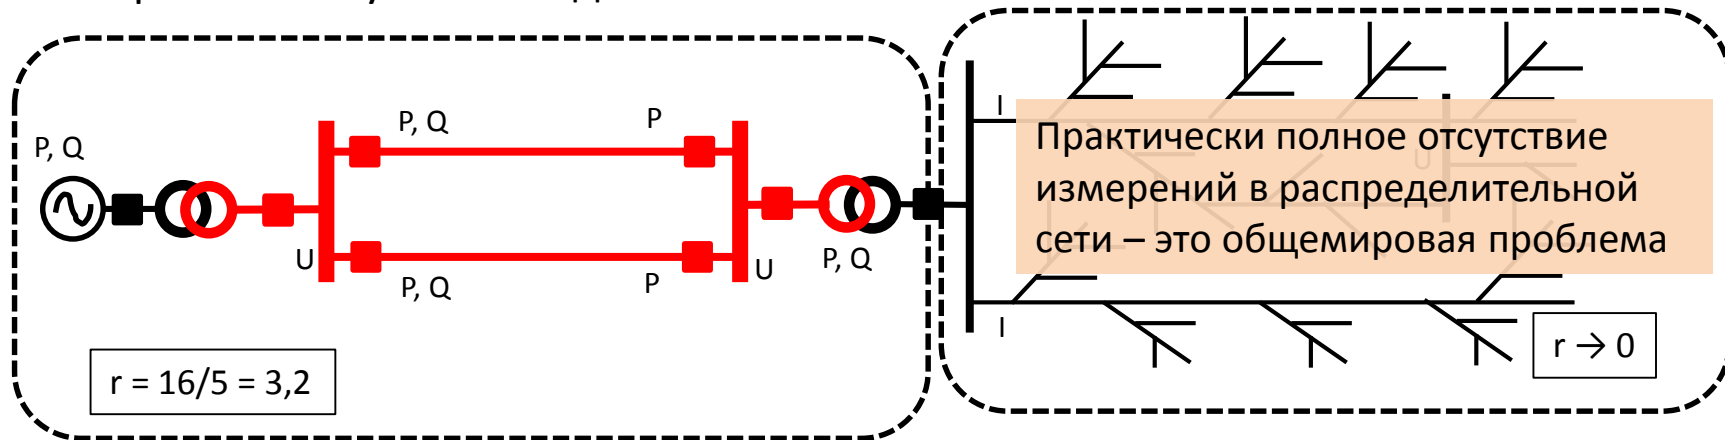 P, Q
P, Q
P
U
P, Q
P
U
P, Q
r = 16/5 = 3,2
I
U
Практически полное отсутствие
измерений в распределительной
сети – это общемировая проблема
I
r → 0